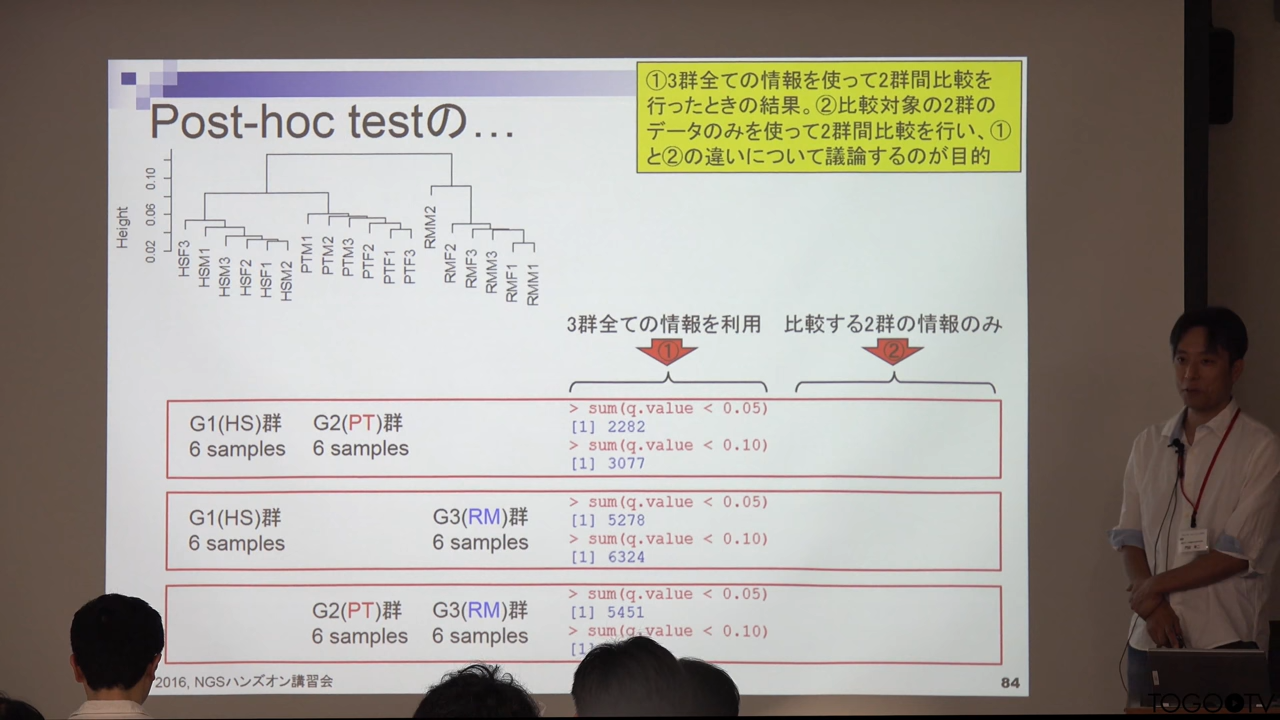 ①3群全ての情報を使って2群間比較を
行ったときの結果。②比較対象の2群の
データのみを使って2群間比較を行い、①
と②の違いについて議論するのが目的
Post-hoc testの…
Height
0.02 0.06 0.10
HSF3 HSM1 HSM3 HSF2 HSF1 HSM2 PTM1 PTM2 PTM3 PTF2 PTF1 PTF3 RMM2 RMF2 RMF3 RMM3 RMF1 RMM1
3群全ての情報を利用 比較する2群の情報のみ
① ②
G1(HS)群 G2(PT)群
6 samples 6 samples
> sum(q.value < 0.05)
[1] 2282
> sum(q.value < 0.10)
[1] 3077
G1(HS)群 G3(RM)群
6 samples 6 samples
> sum(q.value < 0.05)
[1] 5278
> sum(q.value < 0.10)
[1] 6324
G2(PT)群 G3(RM)群
6 samples 6 samples
> sum(q.value < 0.05)
[1] 5451
> sum(q.value < 0.10)
[1]
2016, NGSハンズオン講習会
84
TOGOTV